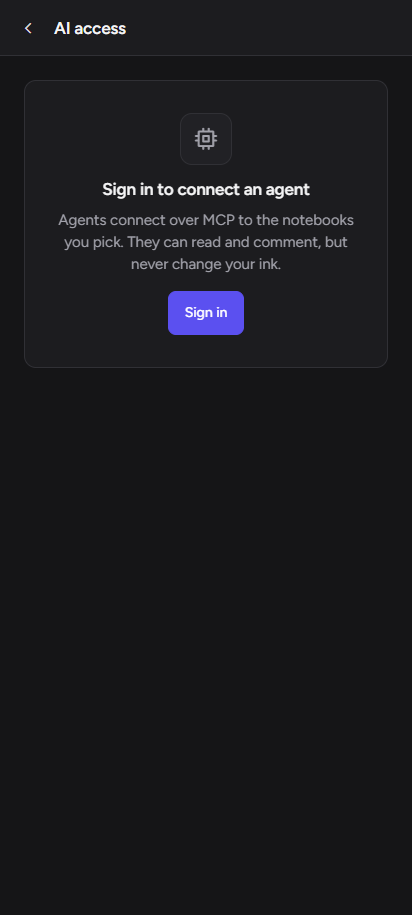 AI access
Sign in to connect an agent
Agents connect over MCP to the notebooks
you pick. They can read and comment, but
never change your ink.
Sign in